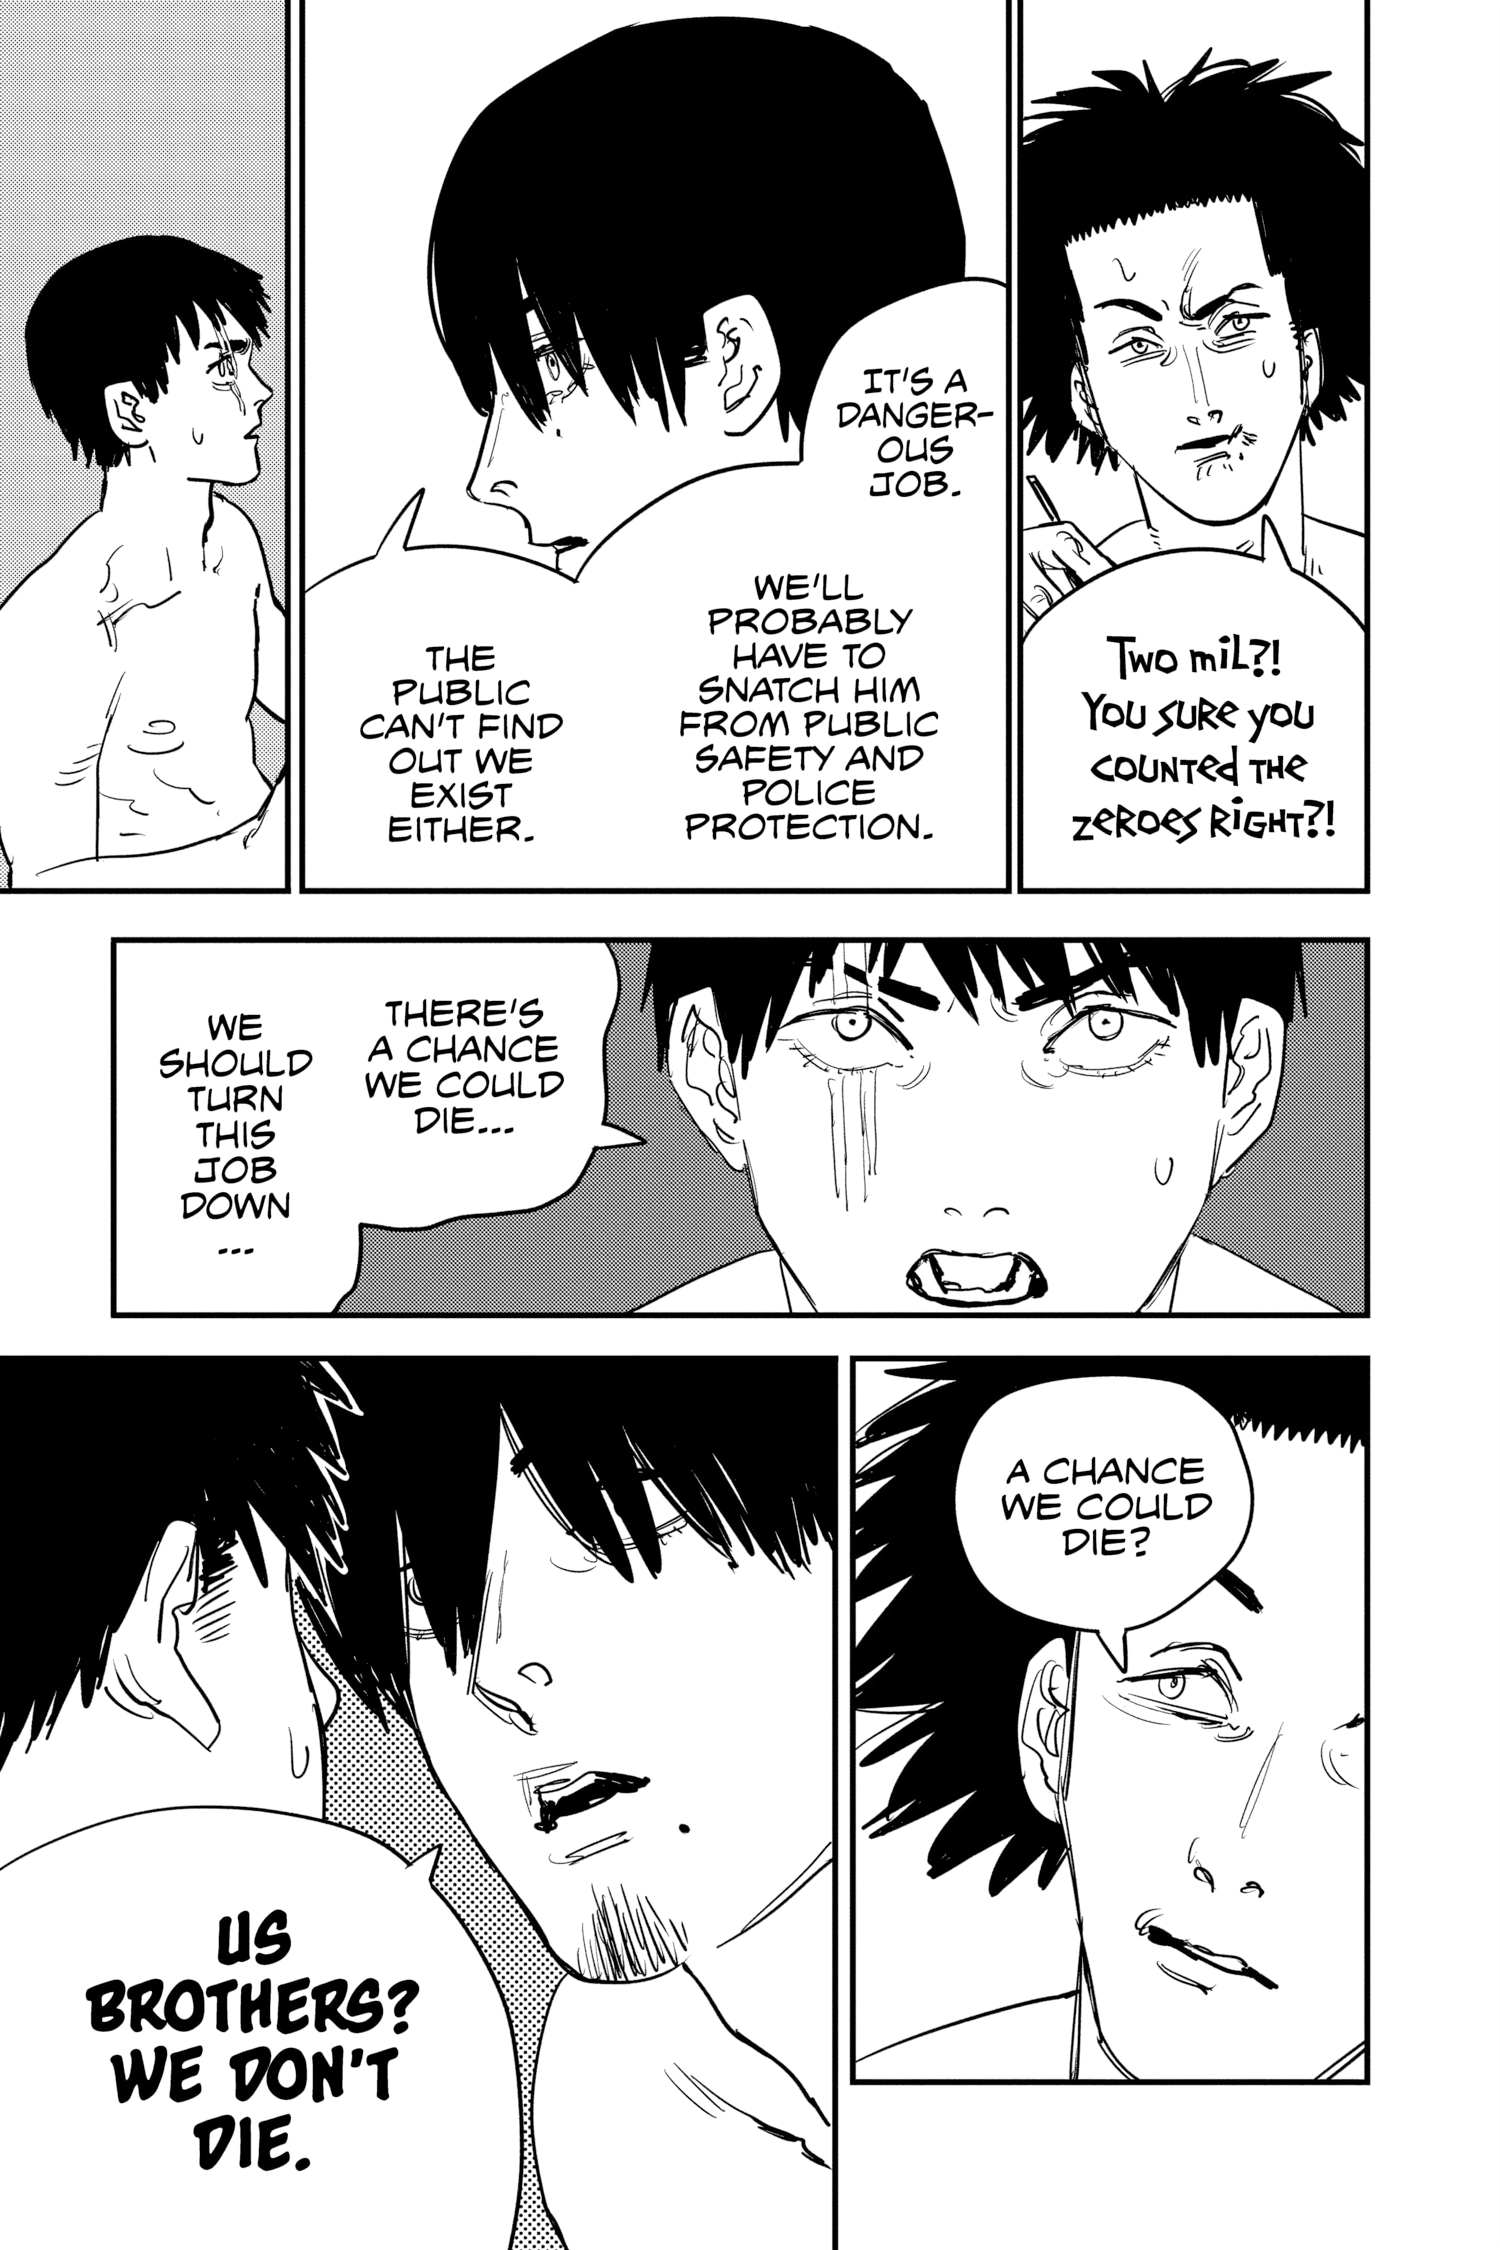 Two mil?!
You sure you
counted the
zeroes right?!
IT'S A
DANGER-
OUS
JOB.
WE'LL
PROBABLY
HAVE TO
SNATCH HIM
FROM PUBLIC
SAFETY AND
POLICE
PROTECTION.
THE
PUBLIC
CAN'T FIND
OUT WE
EXIST
EITHER.
THERE'S
A CHANCE
WE COULD
DIE...
WE
SHOULD
TURN
THIS
JOB
DOWN
...
A CHANCE
WE COULD
DIE?
US
BROTHERS?
WE DON'T
DIE.